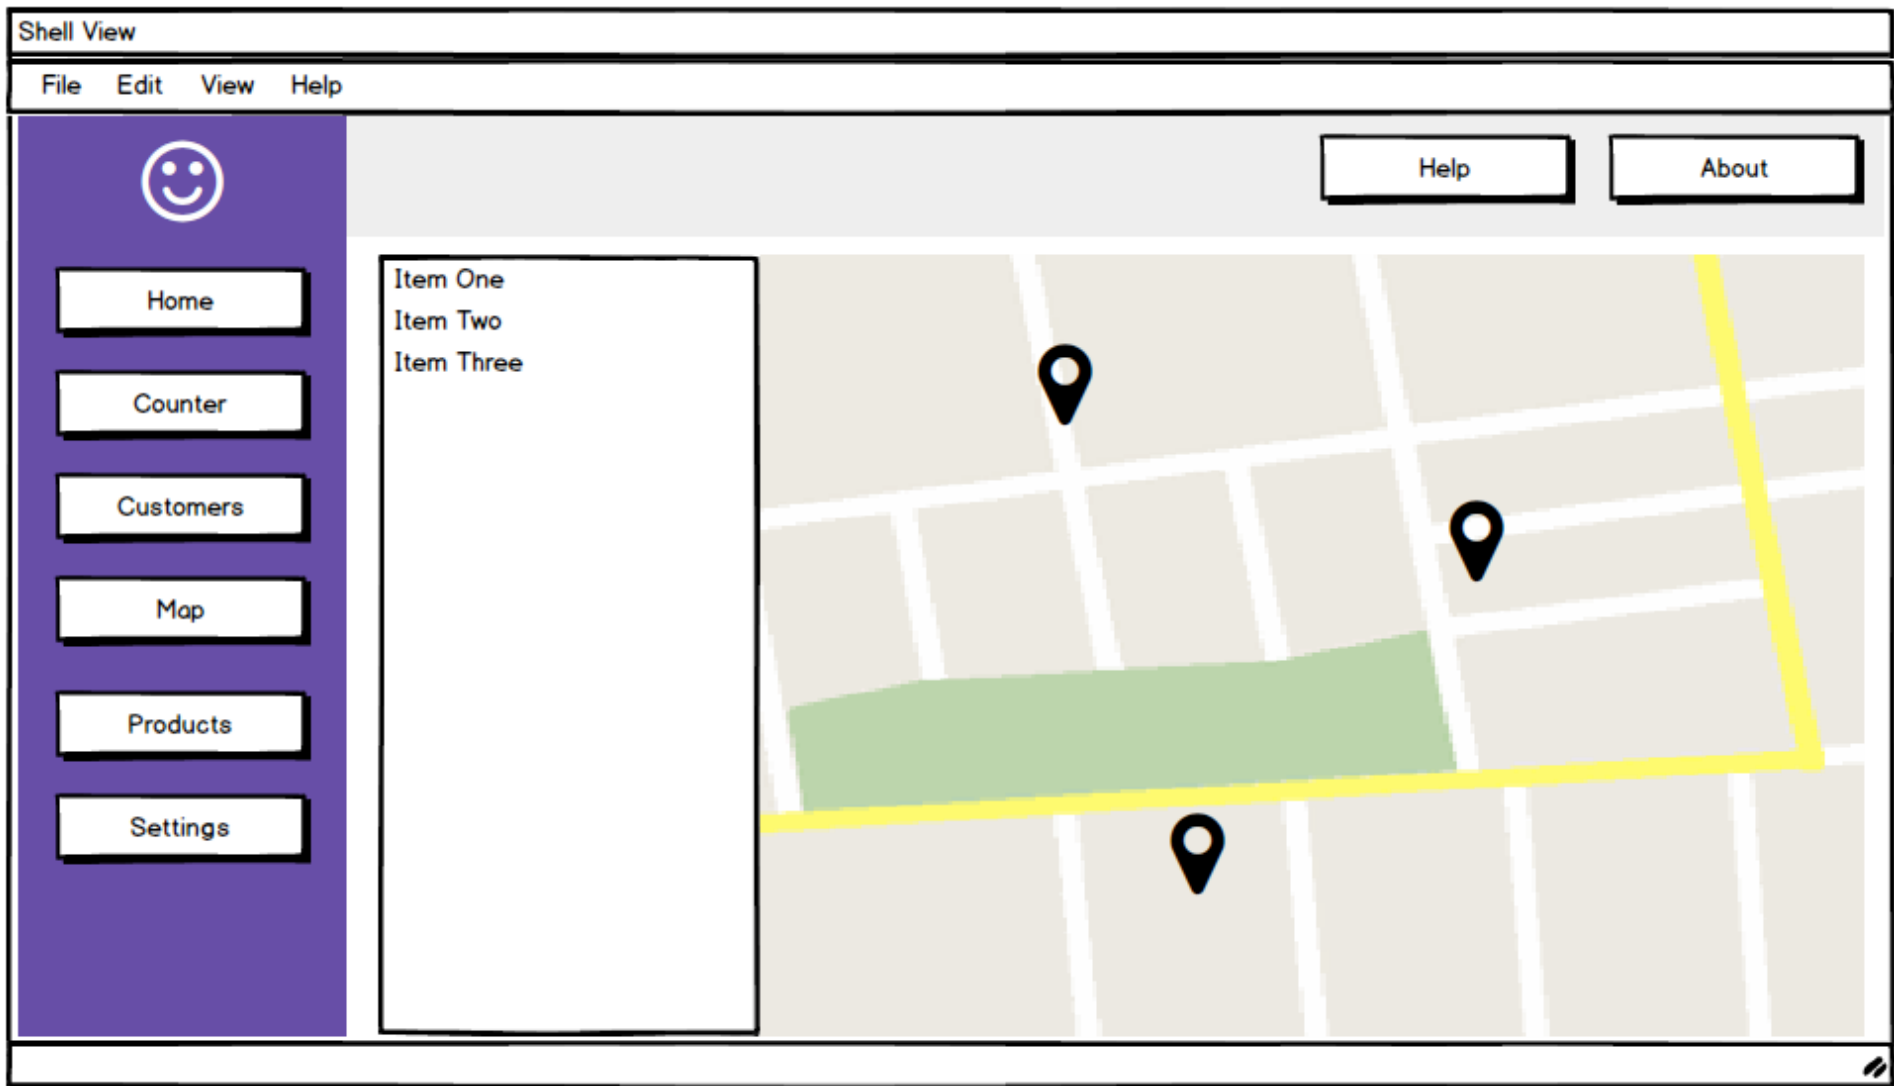 Shell View
File Edit View Help
Help About
Home
Counter
Customers
Map
Products
Settings
Item One
Item Two
Item Three